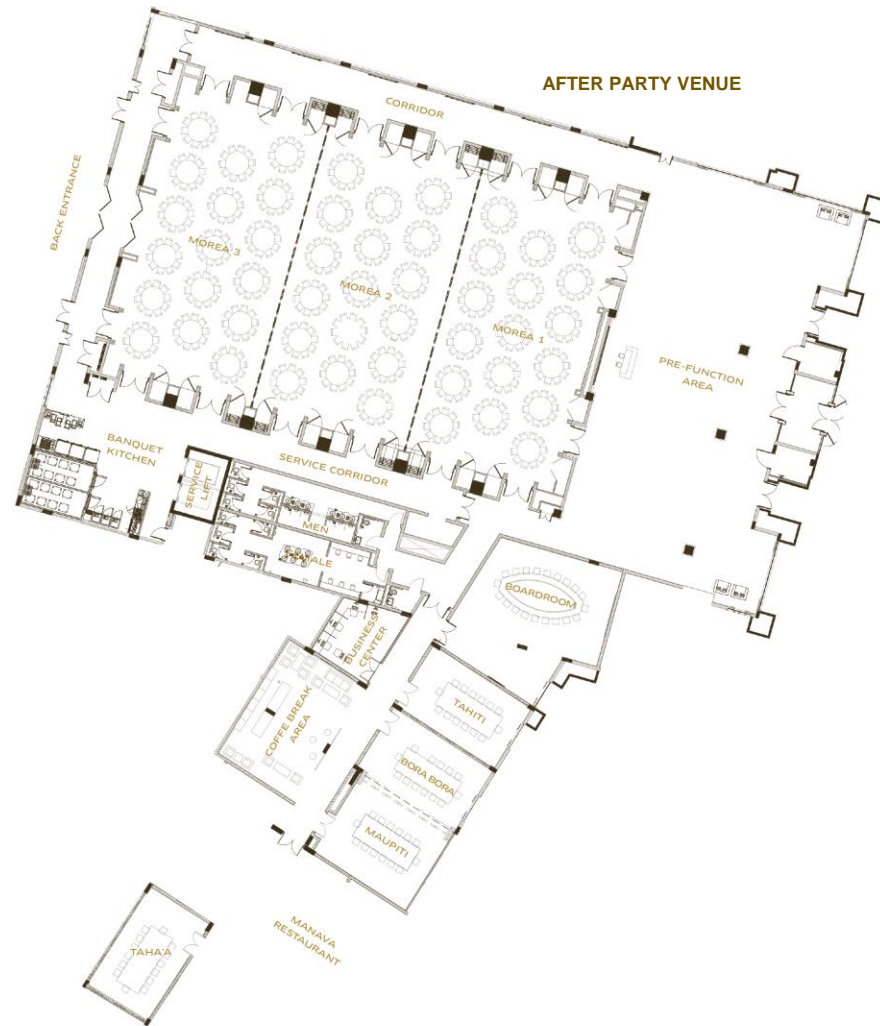 AFTER PARTY VENUE
CORRIDOR
BACK ENTRANCE
MOREA 3
MOREA 2
MOREA 1
PRE-FUNCTION
AREA
BANQUET
KITCHEN
SERVICE
LIFT
SERVICE CORRIDOR
MEN
FEMALE
BOARDROOM
BUSINESS
CENTER
COFFE BREAK
AREA
TAHITI
BORA BORA
MAUPITI
MANAVA
RESTAURANT
TAHA'A